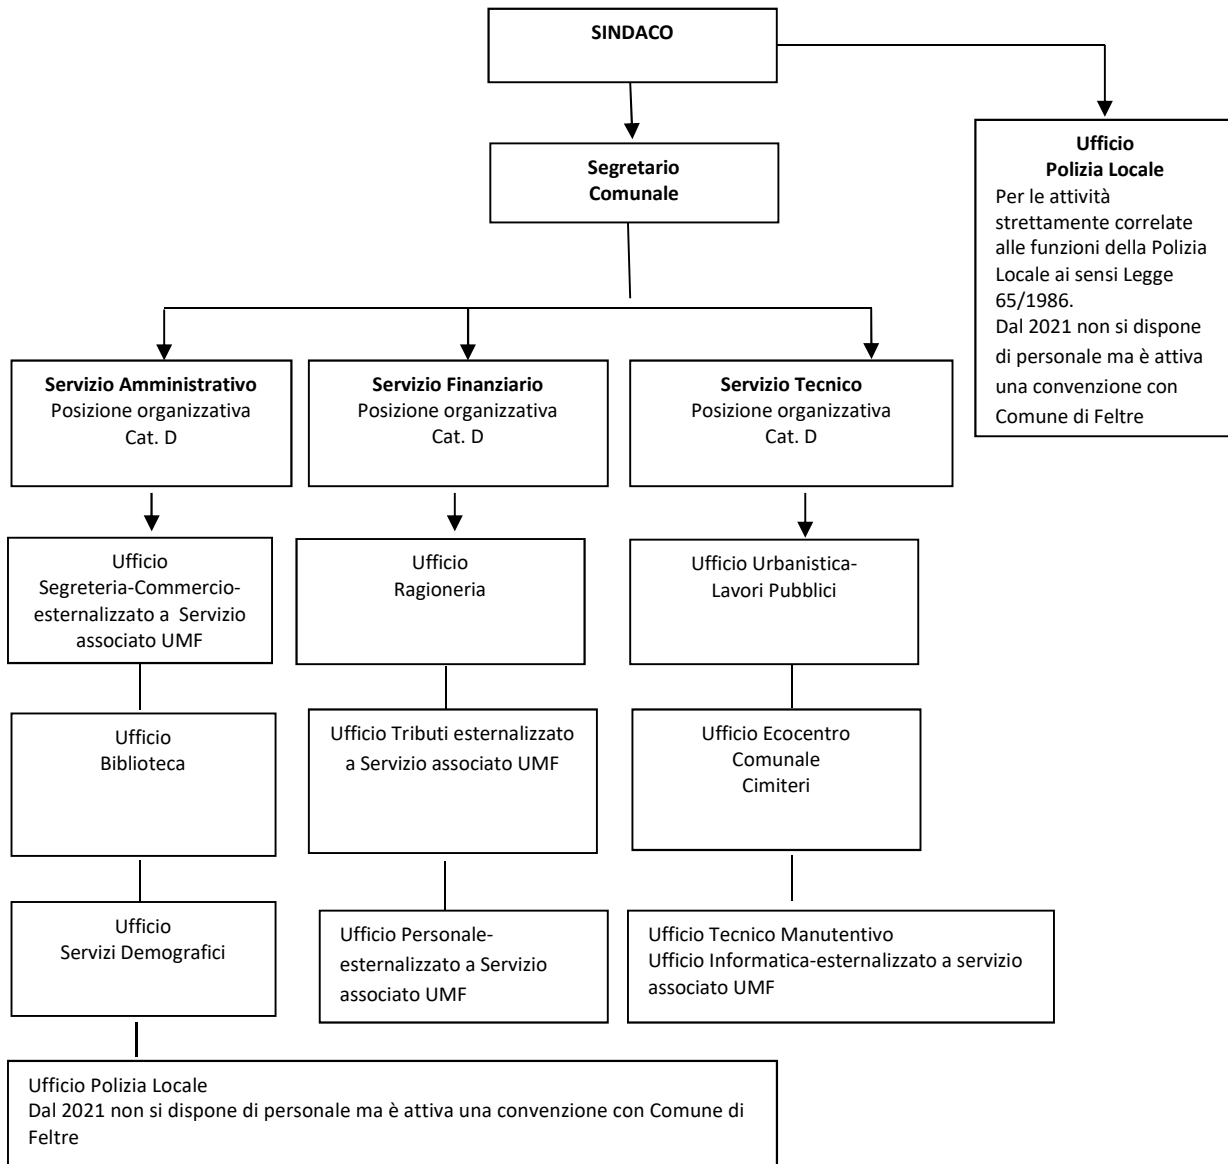 SINDACO
Segretario
Comunale
Ufficio
Polizia Locale
Per le attività
strettamente correlate
alle funzioni della Polizia
Locale ai sensi Legge
65/1986.
Dal 2021 non si dispone
di personale ma è attiva
una convenzione con
Comune di Feltre
Servizio Amministrativo
Posizione organizzativa
Cat. D
Servizio Finanziario
Posizione organizzativa
Cat. D
Servizio Tecnico
Posizione organizzativa
Cat. D
Ufficio
Segreteria-Commercio-
esternalizzato a  Servizio
associato UMF
Ufficio
Ragioneria
Ufficio Urbanistica-
Lavori Pubblici
Ufficio
Biblioteca
Ufficio Tributi esternalizzato
a Servizio associato UMF
Ufficio Ecocentro
Comunale
Cimiteri
Ufficio
Servizi Demografici
Ufficio Personale-
esternalizzato a Servizio
associato UMF
Ufficio Tecnico Manutentivo
Ufficio Informatica-esternalizzato a servizio
associato UMF
Ufficio Polizia Locale
Dal 2021 non si dispone di personale ma è attiva una convenzione con Comune di
Feltre